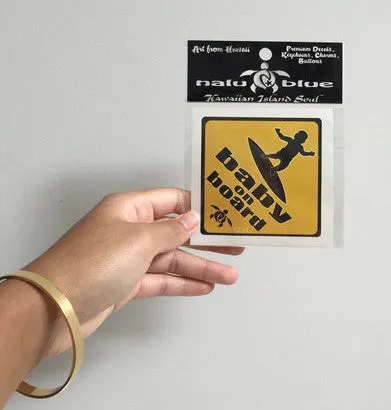 Art from Hawaii
Premium Decals,
Keychains, Charms,
Buttons
nalu blue
Hawaiian Island Soul
baby
on
board